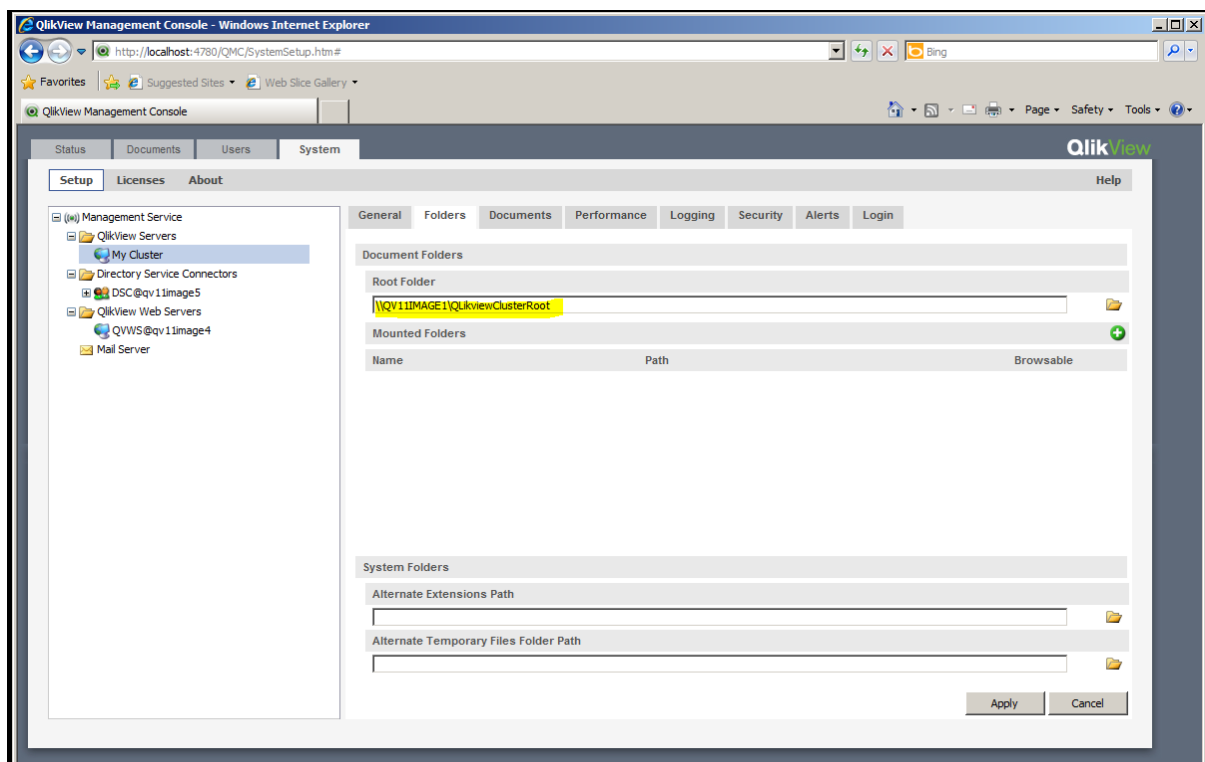 QlikView Management Console - Windows Internet Explorer
http://localhost:4780/QMC/SystemSetup.htm#
Bing
Favorites
Suggested Sites
Web Slice Gallery
QlikView Management Console
Page Safety Tools
Status Documents Users System
QlikView
Setup Licenses About
Help
Management Service
QlikView Servers
My Cluster
Directory Service Connectors
DSC@qv11image5
QlikView Web Servers
QVWS@qv11image4
Mail Server
General Folders Documents Performance Logging Security Alerts Login
Document Folders
Root Folder
\\QV11IMAGE1\QLikviewClusterRoot
Mounted Folders
Name Path Browsable
System Folders
Alternate Extensions Path
Alternate Temporary Files Folder Path
Apply Cancel